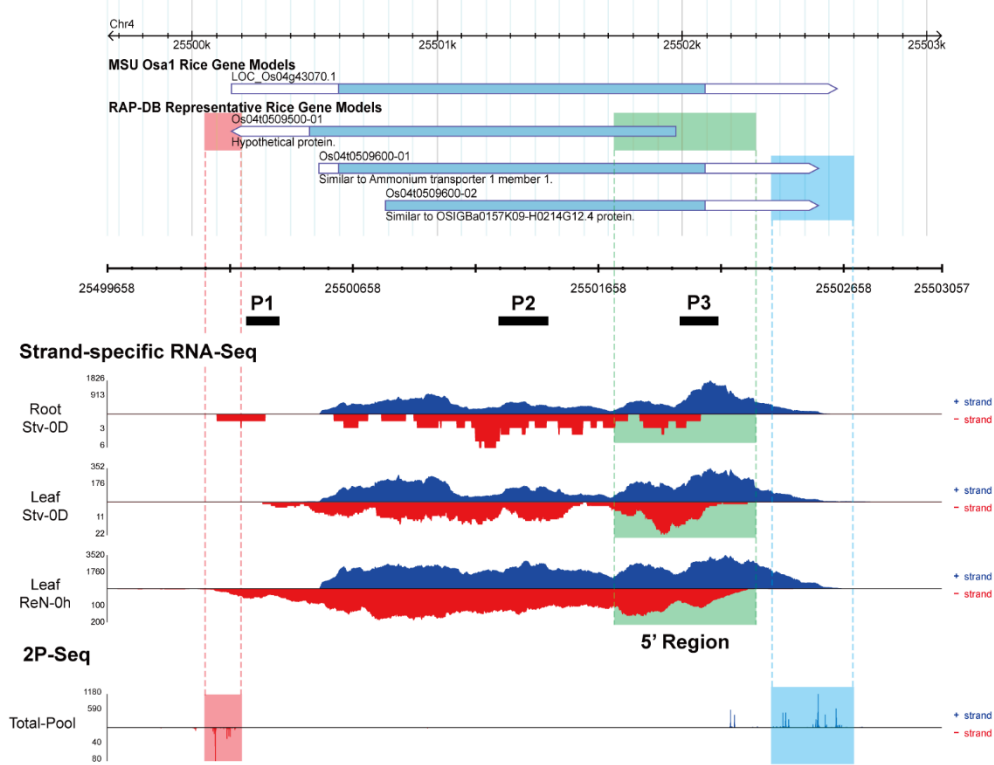 Chr4
25500k 25501k 25502k 25503k
MSU Osa1 Rice Gene Models
LOC_Os04g43070.1
RAP-DB Representative Rice Gene Models
Os04t0509500-01
Hypothetical protein.
Os04t0509600-01
Similar to Ammonium transporter 1 member 1.
Os04t0509600-02
Similar to OSIGBa0157K09-H0214G12.4 protein.
25499658 25500658 25501658 25502658 25503057
P1 P2 P3
Strand-specific RNA-Seq
1826
913
Root
Stv-0D
3
6
+ strand
- strand
352
176
Leaf
Stv-0D
11
22
+ strand
- strand
3520
1760
Leaf
ReN-0h
100
200
+ strand
- strand
5' Region
2P-Seq
1180
590
Total-Pool
40
80
+ strand
- strand